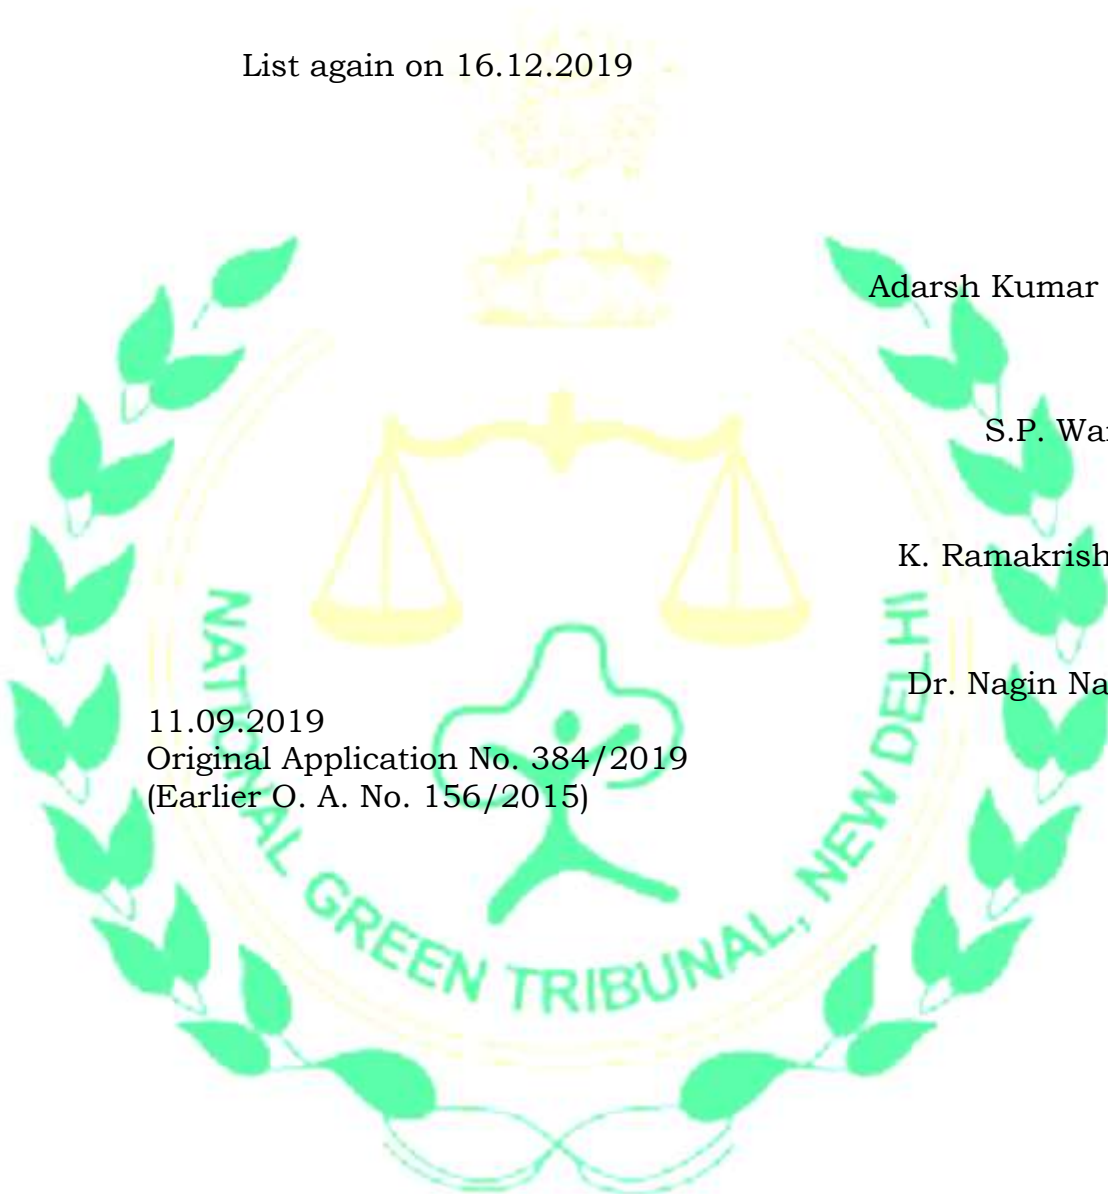 List again on 16.12.2019
Adarsh Kumar
S.P.
K.
Dr. Nagin
11.09.2019
Original Application No. 384/2019
(Earlier O. A. No. 156/2015)
NATIONAL GREEN TRIBUNAL, NEW DELHI